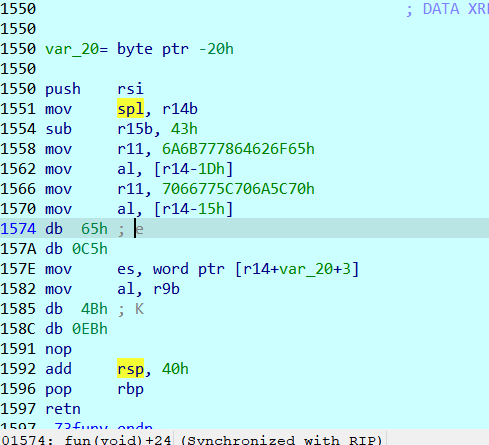 1550 ; DATA XRE
1550
1550 var_20= byte ptr -20h
1550
1550 push rsi
1551 mov spl, r14b
1554 sub r15b, 43h
1558 mov r11, 6A6B777864626F65h
1562 mov al, [r14-1Dh]
1566 mov r11, 7066775C706A5C70h
1570 mov al, [r14-15h]
1574 db 65h ; e
157A db 0C5h
157E mov es, word ptr [r14+var_20+3]
1582 mov al, r9b
1585 db 4Bh ; K
158C db 0EBh
1591 nop
1592 add rsp, 40h
1596 pop rbp
1597 retn
1597 _Z3funv endp
01574: fun(void)+24 (Synchronized with RIP)